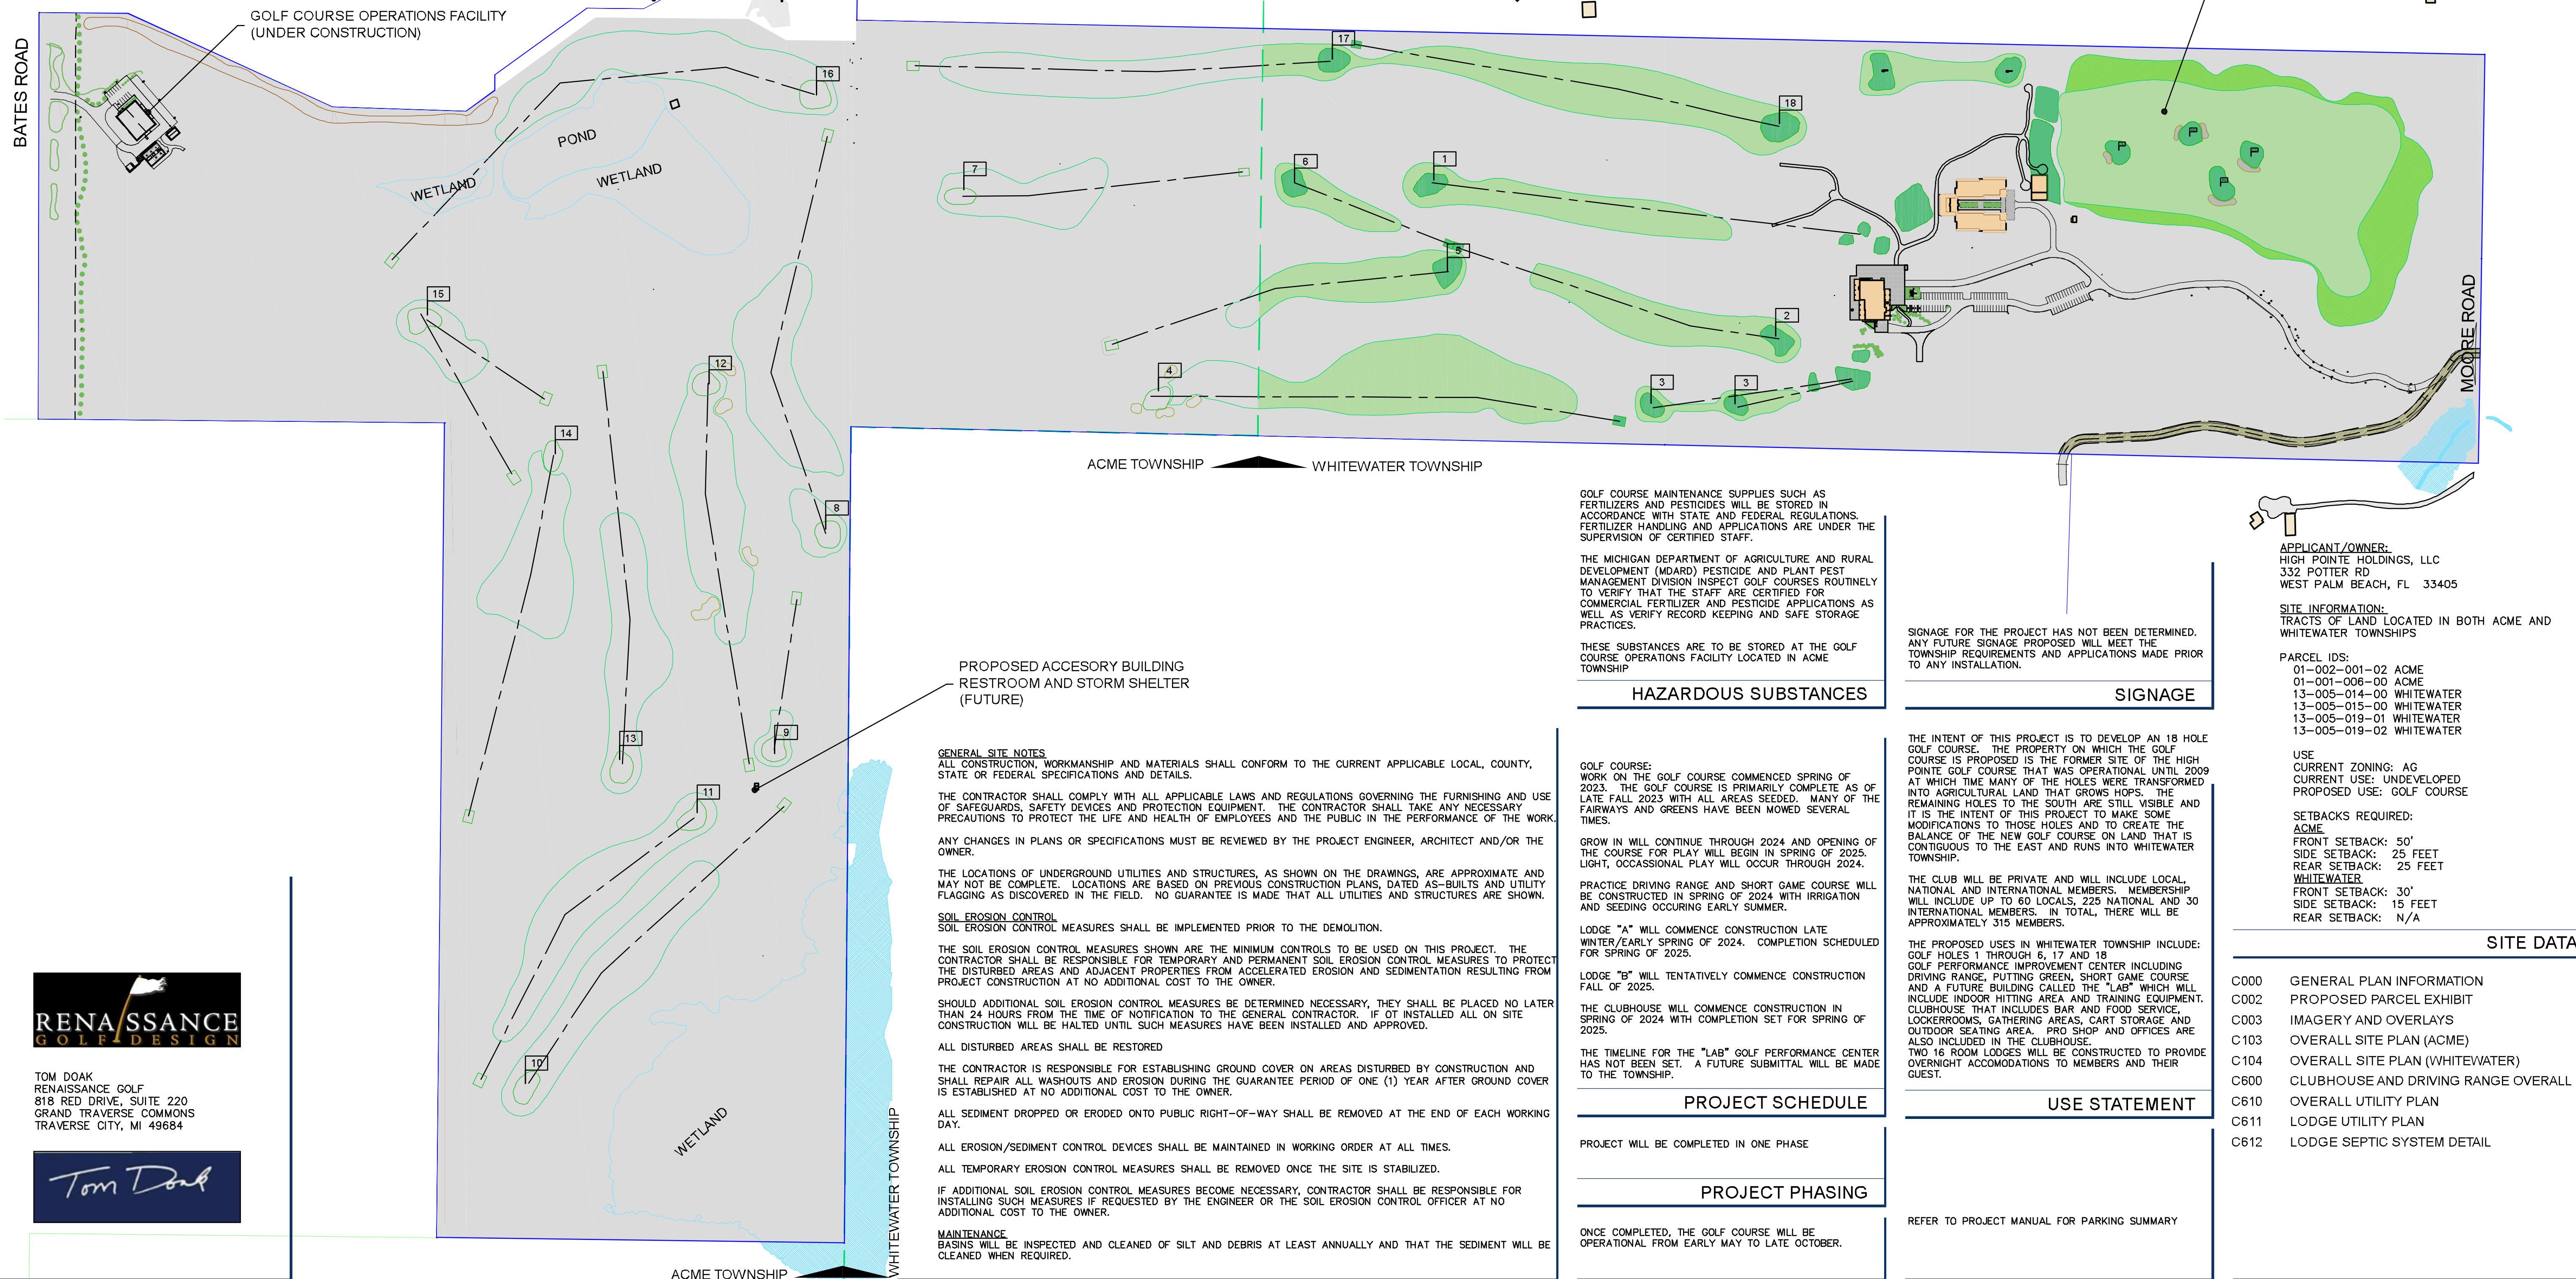 GOLF COURSE OPERATIONS FACILITY
(UNDER CONSTRUCTION)
BATES ROAD
16
17
18
POND
WETLAND
WETLAND
7
6
1
15
5
2
12
4
3
3
14
8
MOORE ROAD
ACME TOWNSHIP
WHITEWATER TOWNSHIP
13
9
11
10
PROPOSED ACCESORY BUILDING
RESTROOM AND STORM SHELTER
(FUTURE)
WETLAND
WHITEWATER TOWNSHIP
ACME TOWNSHIP
RENAISSANCE
GOLF DESIGN
TOM DOAK
RENAISSANCE GOLF
818 RED DRIVE, SUITE 220
GRAND TRAVERSE COMMONS
TRAVERSE CITY, MI 49684
Tom Doak
GENERAL SITE NOTES
ALL CONSTRUCTION, WORKMANSHIP AND MATERIALS SHALL CONFORM TO THE CURRENT APPLICABLE LOCAL, COUNTY,
STATE OR FEDERAL SPECIFICATIONS AND DETAILS.
THE CONTRACTOR SHALL COMPLY WITH ALL APPLICABLE LAWS AND REGULATIONS GOVERNING THE FURNISHING AND USE
OF SAFEGUARDS, SAFETY DEVICES AND PROTECTION EQUIPMENT. THE CONTRACTOR SHALL TAKE ANY NECESSARY
PRECAUTIONS TO PROTECT THE LIFE AND HEALTH OF EMPLOYEES AND THE PUBLIC IN THE PERFORMANCE OF THE WORK.
ANY CHANGES IN PLANS OR SPECIFICATIONS MUST BE REVIEWED BY THE PROJECT ENGINEER, ARCHITECT AND/OR THE
OWNER.
THE LOCATIONS OF UNDERGROUND UTILITIES AND STRUCTURES, AS SHOWN ON THE DRAWINGS, ARE APPROXIMATE AND
MAY NOT BE COMPLETE. LOCATIONS ARE BASED ON PREVIOUS CONSTRUCTION PLANS, DATED AS-BUILTS AND UTILITY
FLAGGING AS DISCOVERED IN THE FIELD. NO GUARANTEE IS MADE THAT ALL UTILITIES AND STRUCTURES ARE SHOWN.
SOIL EROSION CONTROL
SOIL EROSION CONTROL MEASURES SHALL BE IMPLEMENTED PRIOR TO THE DEMOLITION.
THE SOIL EROSION CONTROL MEASURES SHOWN ARE THE MINIMUM CONTROLS TO BE USED ON THIS PROJECT. THE
CONTRACTOR SHALL BE RESPONSIBLE FOR TEMPORARY AND PERMANENT SOIL EROSION CONTROL MEASURES TO PROTECT
THE DISTURBED AREAS AND ADJACENT PROPERTIES FROM ACCELERATED EROSION AND SEDIMENTATION RESULTING FROM
PROJECT CONSTRUCTION AT NO ADDITIONAL COST TO THE OWNER.
SHOULD ADDITIONAL SOIL EROSION CONTROL MEASURES BE DETERMINED NECESSARY, THEY SHALL BE PLACED NO LATER
THAN 24 HOURS FROM THE TIME OF NOTIFICATION TO THE GENERAL CONTRACTOR. IF OT INSTALLED ALL ON SITE
CONSTRUCTION WILL BE HALTED UNTIL SUCH MEASURES HAVE BEEN INSTALLED AND APPROVED.
ALL DISTURBED AREAS SHALL BE RESTORED
THE CONTRACTOR IS RESPONSIBLE FOR ESTABLISHING GROUND COVER ON AREAS DISTURBED BY CONSTRUCTION AND
SHALL REPAIR ALL WASHOUTS AND EROSION DURING THE GUARANTEE PERIOD OF ONE (1) YEAR AFTER GROUND COVER
IS ESTABLISHED AT NO ADDITIONAL COST TO THE OWNER.
ALL SEDIMENT DROPPED OR ERODED ONTO PUBLIC RIGHT-OF-WAY SHALL BE REMOVED AT THE END OF EACH WORKING
DAY.
ALL EROSION/SEDIMENT CONTROL DEVICES SHALL BE MAINTAINED IN WORKING ORDER AT ALL TIMES.
ALL TEMPORARY EROSION CONTROL MEASURES SHALL BE REMOVED ONCE THE SITE IS STABILIZED.
IF ADDITIONAL SOIL EROSION CONTROL MEASURES BECOME NECESSARY, CONTRACTOR SHALL BE RESPONSIBLE FOR
INSTALLING SUCH MEASURES IF REQUESTED BY THE ENGINEER OR THE SOIL EROSION CONTROL OFFICER AT NO
ADDITIONAL COST TO THE OWNER.
MAINTENANCE
BASINS WILL BE INSPECTED AND CLEANED OF SILT AND DEBRIS AT LEAST ANNUALLY AND THAT THE SEDIMENT WILL BE
CLEANED WHEN REQUIRED.
GOLF COURSE MAINTENANCE SUPPLIES SUCH AS
FERTILIZERS AND PESTICIDES WILL BE STORED IN
ACCORDANCE WITH STATE AND FEDERAL REGULATIONS.
FERTILIZER HANDLING AND APPLICATIONS ARE UNDER THE
SUPERVISION OF CERTIFIED STAFF.
THE MICHIGAN DEPARTMENT OF AGRICULTURE AND RURAL
DEVELOPMENT (MDARD) PESTICIDE AND PLANT PEST
MANAGEMENT DIVISION INSPECT GOLF COURSES ROUTINELY
TO VERIFY THAT THE STAFF ARE CERTIFIED FOR
COMMERCIAL FERTILIZER AND PESTICIDE APPLICATIONS AS
WELL AS VERIFY RECORD KEEPING AND SAFE STORAGE
PRACTICES.
THESE SUBSTANCES ARE TO BE STORED AT THE GOLF
COURSE OPERATIONS FACILITY LOCATED IN ACME
TOWNSHIP
HAZARDOUS SUBSTANCES
GOLF COURSE:
WORK ON THE GOLF COURSE COMMENCED SPRING OF
2023. THE GOLF COURSE IS PRIMARILY COMPLETE AS OF
LATE FALL 2023 WITH ALL AREAS SEEDED. MANY OF THE
FAIRWAYS AND GREENS HAVE BEEN MOWED SEVERAL
TIMES.
GROW IN WILL CONTINUE THROUGH 2024 AND OPENING OF
THE COURSE FOR PLAY WILL BEGIN IN SPRING OF 2025.
LIGHT, OCCASSIONAL PLAY WILL OCCUR THROUGH 2024.
PRACTICE DRIVING RANGE AND SHORT GAME COURSE WILL
BE CONSTRUCTED IN SPRING OF 2024 WITH IRRIGATION
AND SEEDING OCCURING EARLY SUMMER.
LODGE "A" WILL COMMENCE CONSTRUCTION LATE
WINTER/EARLY SPRING OF 2024. COMPLETION SCHEDULED
FOR SPRING OF 2025.
LODGE "B" WILL TENTATIVELY COMMENCE CONSTRUCTION
FALL OF 2025.
THE CLUBHOUSE WILL COMMENCE CONSTRUCTION IN
SPRING OF 2024 WITH COMPLETION SET FOR SPRING OF
2025.
THE TIMELINE FOR THE "LAB" GOLF PERFORMANCE CENTER
HAS NOT BEEN SET. A FUTURE SUBMITTAL WILL BE MADE
TO THE TOWNSHIP.
PROJECT SCHEDULE
PROJECT WILL BE COMPLETED IN ONE PHASE
PROJECT PHASING
ONCE COMPLETED, THE GOLF COURSE WILL BE
OPERATIONAL FROM EARLY MAY TO LATE OCTOBER.
SIGNAGE FOR THE PROJECT HAS NOT BEEN DETERMINED.
ANY FUTURE SIGNAGE PROPOSED WILL MEET THE
TOWNSHIP REQUIREMENTS AND APPLICATIONS MADE PRIOR
TO ANY INSTALLATION.
SIGNAGE
THE INTENT OF THIS PROJECT IS TO DEVELOP AN 18 HOLE
GOLF COURSE. THE PROPERTY ON WHICH THE GOLF
COURSE IS PROPOSED IS THE FORMER SITE OF THE HIGH
POINTE GOLF COURSE THAT WAS OPERATIONAL UNTIL 2009
AT WHICH TIME MANY OF THE HOLES WERE TRANSFORMED
INTO AGRICULTURAL LAND THAT GROWS HOPS. THE
REMAINING HOLES TO THE SOUTH ARE STILL VISIBLE AND
IT IS THE INTENT OF THIS PROJECT TO MAKE SOME
MODIFICATIONS TO THOSE HOLES AND TO CREATE THE
BALANCE OF THE NEW GOLF COURSE ON LAND THAT IS
CONTIGUOUS TO THE EAST AND RUNS INTO WHITEWATER
TOWNSHIP.
THE CLUB WILL BE PRIVATE AND WILL INCLUDE LOCAL,
NATIONAL AND INTERNATIONAL MEMBERS. MEMBERSHIP
WILL INCLUDE UP TO 60 LOCALS, 225 NATIONAL AND 30
INTERNATIONAL MEMBERS. IN TOTAL, THERE WILL BE
APPROXIMATELY 315 MEMBERS.
THE PROPOSED USES IN WHITEWATER TOWNSHIP INCLUDE:
GOLF HOLES 1 THROUGH 6, 17 AND 18
GOLF PERFORMANCE IMPROVEMENT CENTER INCLUDING
DRIVING RANGE, PUTTING GREEN, SHORT GAME COURSE
AND A FUTURE BUILDING CALLED THE "LAB" WHICH WILL
INCLUDE INDOOR HITTING AREA AND TRAINING EQUIPMENT.
CLUBHOUSE THAT INCLUDES BAR AND FOOD SERVICE,
LOCKERROOMS, GATHERING AREAS, CART STORAGE AND
OUTDOOR SEATING AREA. PRO SHOP AND OFFICES ARE
ALSO INCLUDED IN THE CLUBHOUSE.
TWO 16 ROOM LODGES WILL BE CONSTRUCTED TO PROVIDE
OVERNIGHT ACCOMODATIONS TO MEMBERS AND THEIR
GUEST.
USE STATEMENT
REFER TO PROJECT MANUAL FOR PARKING SUMMARY
APPLICANT/OWNER:
HIGH POINTE HOLDINGS, LLC
332 POTTER RD
WEST PALM BEACH, FL 33405
SITE INFORMATION:
TRACTS OF LAND LOCATED IN BOTH ACME AND
WHITEWATER TOWNSHIPS
PARCEL IDS:
01-002-001-02 ACME
01-001-006-00 ACME
13-005-014-00 WHITEWATER
13-005-015-00 WHITEWATER
13-005-019-01 WHITEWATER
13-005-019-02 WHITEWATER
USE
CURRENT ZONING: AG
CURRENT USE: UNDEVELOPED
PROPOSED USE: GOLF COURSE
SETBACKS REQUIRED:
ACME
FRONT SETBACK: 50'
SIDE SETBACK: 25 FEET
REAR SETBACK: 25 FEET
WHITEWATER
FRONT SETBACK: 30'
SIDE SETBACK: 15 FEET
REAR SETBACK: N/A
SITE DATA
C000 GENERAL PLAN INFORMATION
C002 PROPOSED PARCEL EXHIBIT
C003 IMAGERY AND OVERLAYS
C103 OVERALL SITE PLAN (ACME)
C104 OVERALL SITE PLAN (WHITEWATER)
C600 CLUBHOUSE AND DRIVING RANGE OVERALL
C610 OVERALL UTILITY PLAN
C611 LODGE UTILITY PLAN
C612 LODGE SEPTIC SYSTEM DETAIL